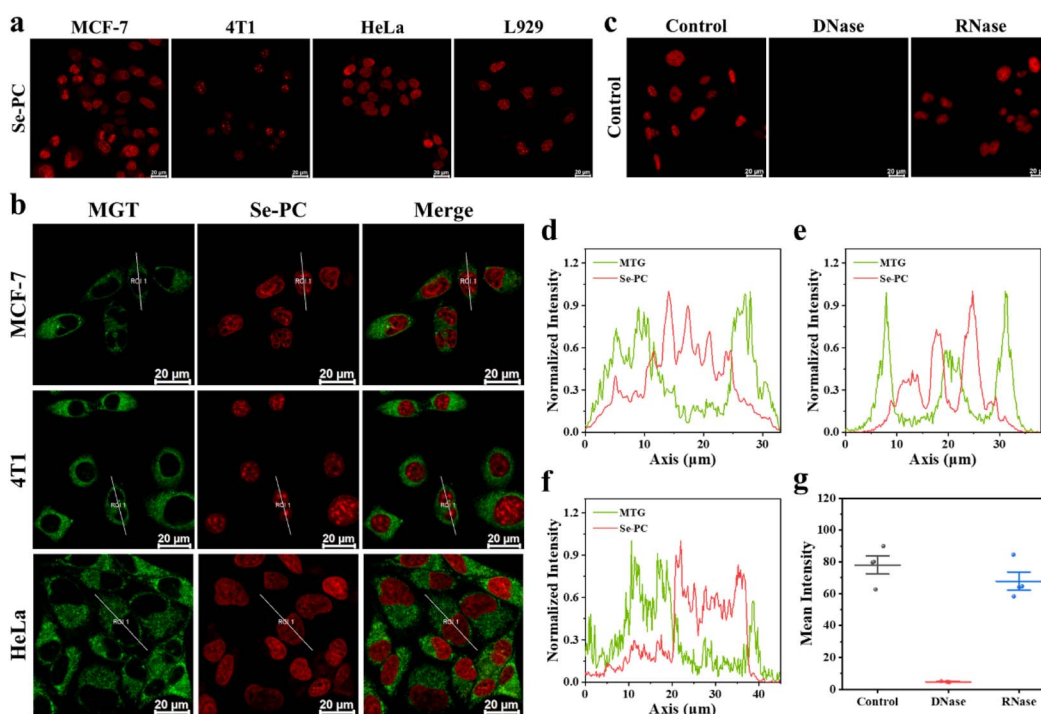 a
MCF-7 4T1 HeLa L929
Se-PC
20 µm 20 µm 20 µm 20 µm
c
Control DNase RNase
Control
20 µm 20 µm 20 µm
b
MGT Se-PC Merge
MCF-7
ROI 1 ROI 1 ROI 1
20 µm 20 µm 20 µm
4T1
ROI 1 ROI 1 ROI 1
20 µm 20 µm 20 µm
HeLa
ROI 1 ROI 1 ROI 1
20 µm 20 µm 20 µm
d
MTG
Se-PC
Normalized Intensity
1.2
0.9
0.6
0.3
0.0
0 10 20 30
Axis (µm)
e
MTG
Se-PC
Normalized Intensity
1.2
0.9
0.6
0.3
0.0
0 10 20 30
Axis (µm)
f
MTG
Se-PC
Normalized Intensity
1.2
0.9
0.6
0.3
0.0
0 10 20 30 40
Axis (µm)
g
Mean Intensity
120
100
80
60
40
20
0
Control DNase RNase